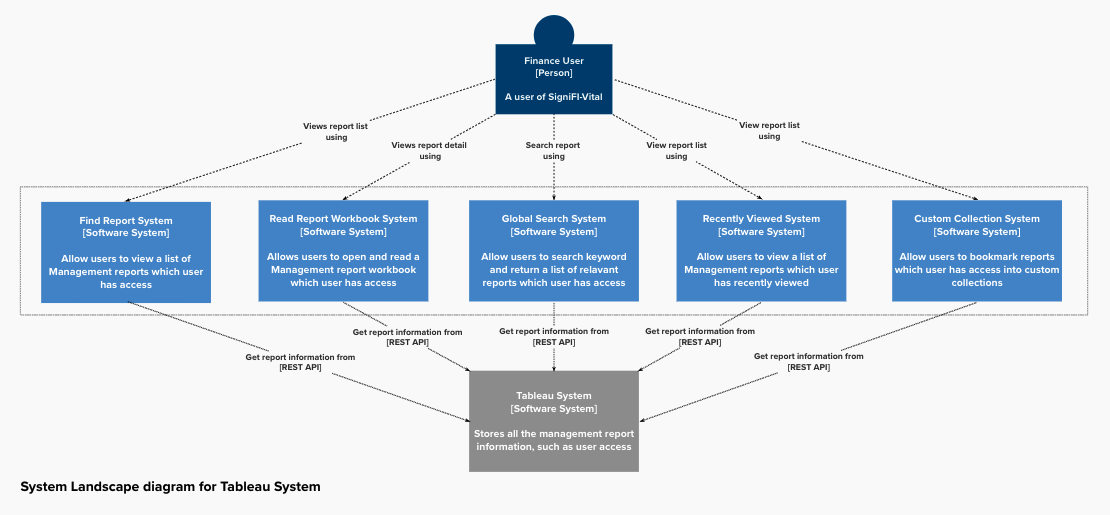 Finance User
[Person]
A user of SigniFI-Vital
Views report list
using
Views report detail
using
Search report
using
View report list
using
View report list
using
Find Report System
[Software System]
Allow users to view a list of
Management reports which user
has access
Read Report Workbook System
[Software System]
Allows users to open and read a
Management report workbook
which user has access
Global Search System
[Software System]
Allow users to search keyword
and return a list of relavant
reports which user has access
Recently Viewed System
[Software System]
Allow users to view a list of
Management reports which user
has recently viewed
Custom Collection System
[Software System]
Allow users to bookmark reports
which user has access into custom
collections
Get report information from
[REST API]
Get report information from
[REST API]
Get report information from
[REST API]
Get report information from
[REST API]
Get report information from
[REST API]
Tableau System
[Software System]
Stores all the management report
information, such as user access
System Landscape diagram for Tableau System